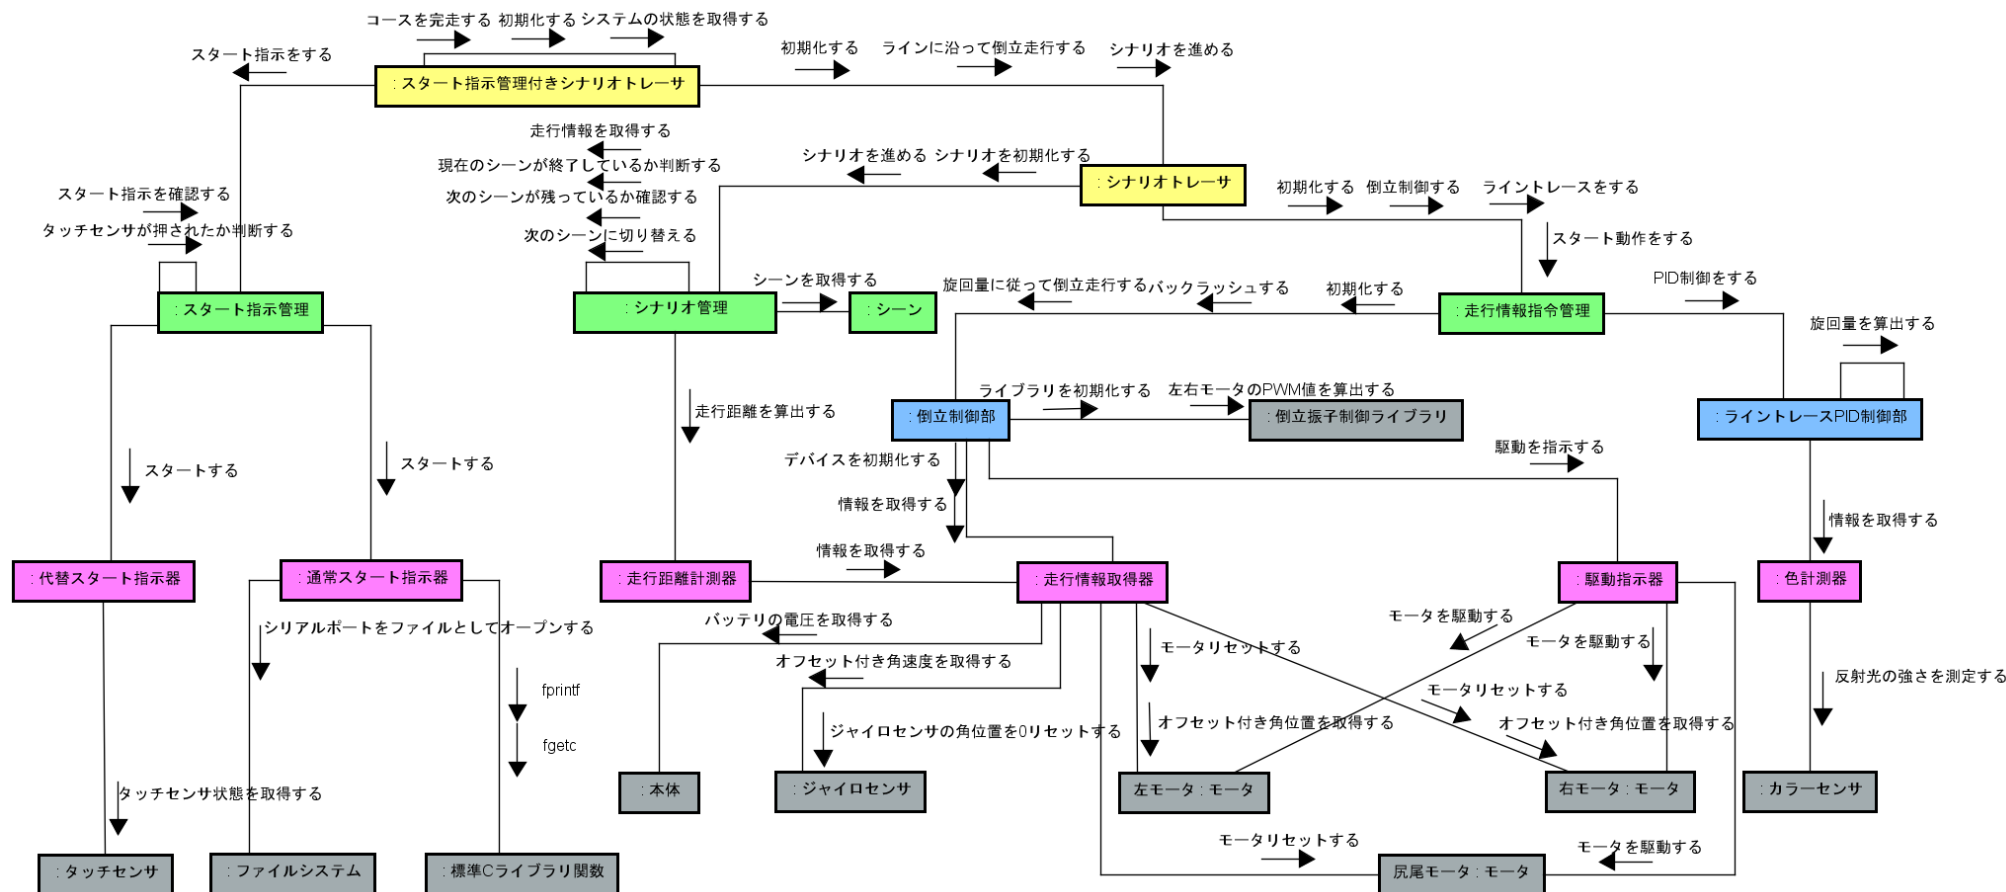 コースを完走する
初期化する
システムの状態を取得する
スタート指示をする
初期化する
ラインに沿って倒立走行する
シナリオを進める
: スタート指示管理付きシナリオトレーサ
走行情報を取得する
現在のシーンが終了しているか判断する
次のシーンが残っているか確認する
次のシーンに切り替える
シナリオを進める
シナリオを初期化する
: シナリオトレーサ
スタート指示を確認する
タッチセンサが押されたか判断する
初期化する
倒立制御する
ライントレースをする
スタート動作をする
シーンを取得する
旋回量に従って倒立走行する
バックラッシュする
初期化する
PID制御をする
: スタート指示管理
: シナリオ管理
: シーン
: 走行情報指令管理
旋回量を算出する
走行距離を算出する
ライブラリを初期化する
左右モータのPWM値を算出する
: 倒立制御部
: 倒立振子制御ライブラリ
: ライントレースPID制御部
スタートする
スタートする
デバイスを初期化する
情報を取得する
駆動を指示する
情報を取得する
情報を取得する
: 代替スタート指示器
: 通常スタート指示器
: 走行距離計測器
: 走行情報取得器
: 駆動指示器
: 色計測器
シリアルポートをファイルとしてオープンする
バッテリの電圧を取得する
モータを駆動する
モータリセットする
モータを駆動する
オフセット付き角速度を取得する
fprintf
モータリセットする
反射光の強さを測定する
ジャイロセンサの角位置を0リセットする
オフセット付き角位置を取得する
オフセット付き角位置を取得する
fgetc
タッチセンサ状態を取得する
: 本体
: ジャイロセンサ
左モータ : モータ
右モータ : モータ
: カラーセンサ
モータリセットする
モータを駆動する
: タッチセンサ
: ファイルシステム
: 標準Cライブラリ関数
尻尾モータ : モータ